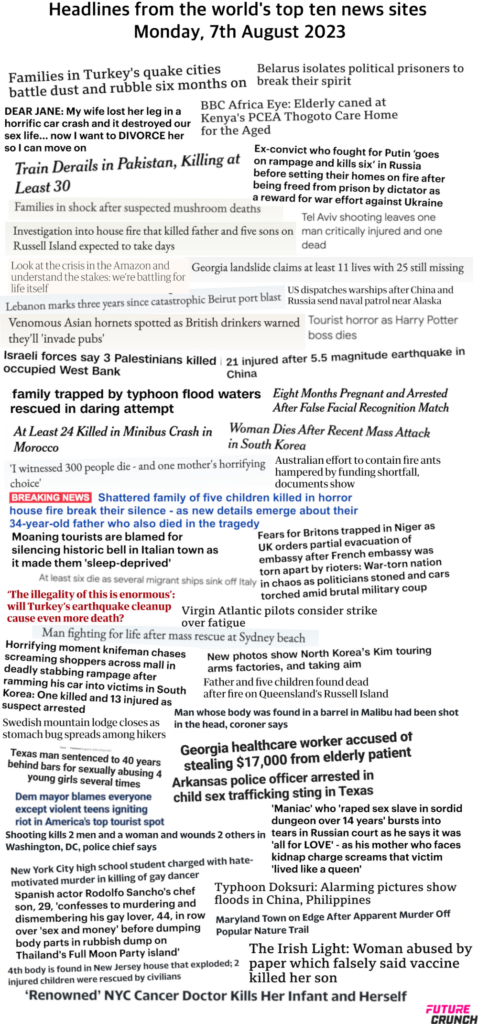 Headlines from the world's top ten news sites
Monday, 7th August 2023
Families in Turkey's quake cities
battle dust and rubble six months on
Belarus isolates political prisoners to
break their spirit
DEAR JANE: My wife lost her leg in a
horrific car crash and it destroyed our
sex life... now I want to DIVORCE her
so I can move on
BBC Africa Eye: Elderly caned at
Kenya's PCEA Thogoto Care Home
for the Aged
Train Derails in Pakistan, Killing at
Least 30
Ex-convict who fought for Putin 'goes
on rampage and kills six' in Russia
before setting their homes on fire after
being freed from prison by dictator as
a reward for war effort against Ukraine
Families in shock after suspected mushroom deaths
Tel Aviv shooting leaves one
man critically injured and one
dead
Investigation into house fire that killed father and five sons on
Russell Island expected to take days
Look at the crisis in the Amazon and
understand the stakes: we're battling for
life itself
Georgia landslide claims at least 11 lives with 25 still missing
Lebanon marks three years since catastrophic Beirut port blast
US dispatches warships after China and
Russia send naval patrol near Alaska
Venomous Asian hornets spotted as British drinkers warned
they'll 'invade pubs'
Tourist horror as Harry Potter
boss dies
Israeli forces say 3 Palestinians killed
occupied West Bank
21 injured after 5.5 magnitude earthquake in
China
family trapped by typhoon flood waters
rescued in daring attempt
Eight Months Pregnant and Arrested
After False Facial Recognition Match
At Least 24 Killed in Minibus Crash in
Morocco
Woman Dies After Recent Mass Attack
in South Korea
'I witnessed 300 people die - and one mother's horrifying
choice'
Australian effort to contain fire ants
hampered by funding shortfall,
documents show
BREAKING NEWS Shattered family of five children killed in horror
house fire break their silence - as new details emerge about their
34-year-old father who also died in the tragedy
Moaning tourists are blamed for
silencing historic bell in Italian town as
it made them 'sleep-deprived'
Fears for Britons trapped in Niger as
UK orders partial evacuation of
embassy after French embassy was
torn apart by rioters: War-torn nation
in chaos as politicians stoned and cars
torched amid brutal military coup
At least six die as several migrant ships sink off Italy
'The illegality of this is enormous':
will Turkey's earthquake cleanup
cause even more death?
Virgin Atlantic pilots consider strike
over fatigue
Man fighting for life after mass rescue at Sydney beach
Horrifying moment knifeman chases
screaming shoppers across mall in
deadly stabbing rampage after
ramming his car into victims in South
Korea: One killed and 13 injured as
suspect arrested
New photos show North Korea's Kim touring
arms factories, and taking aim
Father and five children found dead
after fire on Queensland's Russell Island
Man whose body was found in a barrel in Malibu had been shot
in the head, coroner says
Swedish mountain lodge closes as
stomach bug spreads among hikers
Texas man sentenced to 40 years
behind bars for sexually abusing 4
young girls several times
Georgia healthcare worker accused of
stealing $17,000 from elderly patient
Arkansas police officer arrested in
child sex trafficking sting in Texas
Dem mayor blames everyone
except violent teens igniting
riot in America's top tourist spot
'Maniac' who 'raped sex slave in sordid
dungeon over 14 years' bursts into
tears in Russian court as he says it was
'all for LOVE' - as his mother who faces
kidnap charge screams that victim
'lived like a queen'
Shooting kills 2 men and a woman and wounds 2 others in
Washington, DC, police chief says
New York City high school student charged with hate-
motivated murder in killing of gay dancer
Spanish actor Rodolfo Sancho's chef
son, 29, 'confesses to murdering and
dismembering his gay lover, 44, in row
over 'sex and money' before dumping
body parts in rubbish dump on
Thailand's Full Moon Party island'
Typhoon Doksuri: Alarming pictures show
floods in China, Philippines
Maryland Town on Edge After Apparent Murder Off
Popular Nature Trail
4th body is found in New Jersey house that exploded; 2
injured children were rescued by civilians
The Irish Light: Woman abused by
paper which falsely said vaccine
killed her son
'Renowned' NYC Cancer Doctor Kills Her Infant and Herself
FUTURE
CRUNCH